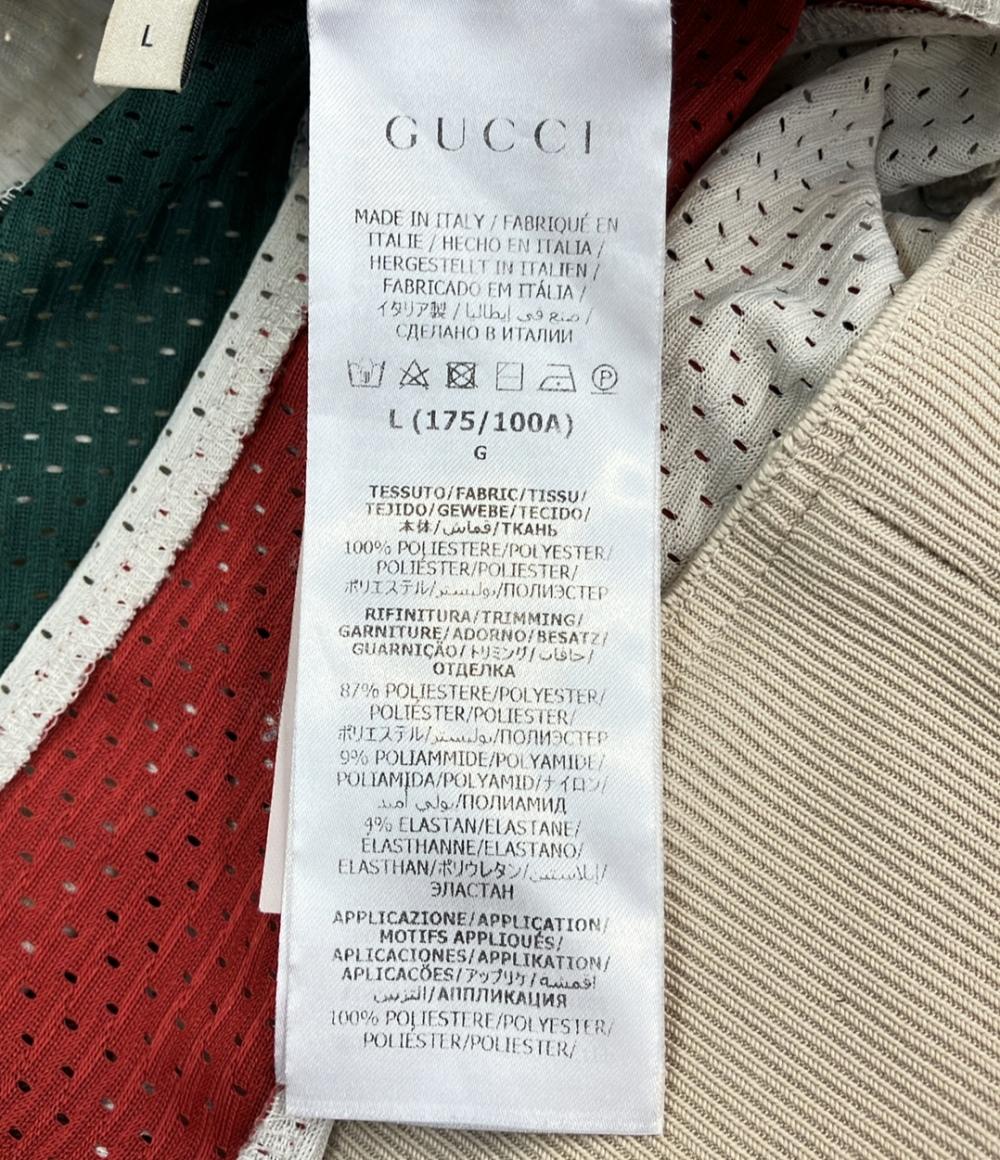 L
GUCCI
MADE IN ITALY / FABRIQUÉ EN
ITALIE / HECHO EN ITALIA /
HERGESTELLT IN ITALIEN /
FABRICADO EM ITÁLIA /
イタリア製 / صنع في إيطاليا /
СДЕЛАНО В ИТАЛИИ
P
L (175/100A)
G
TESSUTO/FABRIC/TISSU/
TEJIDO/GEWEBE/TECIDO/
本体/قماش/ТКАНЬ
100% POLIESTERE/POLYESTER/
POLIÉSTER/POLIESTER/
ポリエステル/بوليستر/ПОЛИЭСТЕР
RIFINITURA/TRIMMING/
GARNITURE/ADORNO/BESATZ/
GUARNIÇÃO/トリミング/حافات/
ОТДЕЛКА
87% POLIESTERE/POLYESTER/
POLIÉSTER/POLIESTER/
ポリエステル/بوليستر/ПОЛИЭСТЕР
9% POLIAMMIDE/POLYAMIDE/
POLIAMIDA/POLYAMID/ナイロン/
بولي أميد/ПОЛИАМИД
4% ELASTAN/ELASTANE/
ELASTHANNE/ELASTANO/
ELASTHAN/ポリウレタン/إيلاستين/
ЭЛАСТАН
APPLICAZIONE/APPLICATION/
MOTIFS APPLIQUÉS/
APLICACIONES/APPLIKATION/
APLICAÇÕES/アップリケ/اقمشه
التزيين/АППЛИКАЦИЯ
100% POLIESTERE/POLYESTER/
POLIÉSTER/POLIESTER/